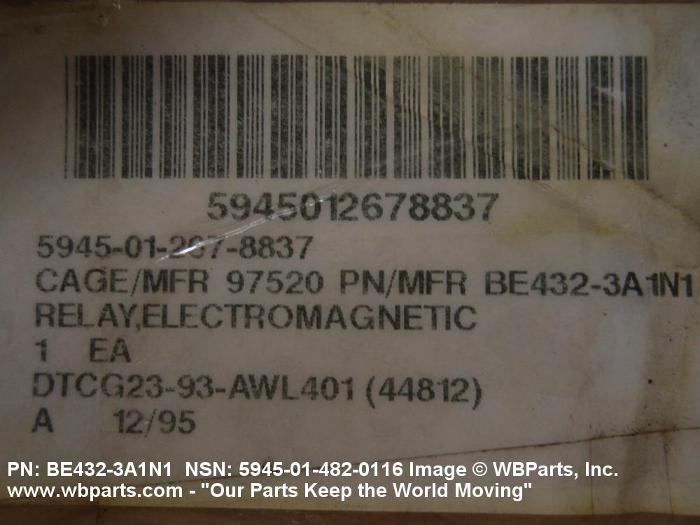 5945012678837
5945-01-267-8837
CAGE/MFR 97520 PN/MFR BE432-3A1N1
RELAY,ELECTROMAGNETIC
1 EA
DTCG23-93-AWL401 (44812)
A 12/95
PN: BE432-3A1N1 NSN: 5945-01-482-0116 Image © WBParts, Inc.
www.wbparts.com - "Our Parts Keep the World Moving"